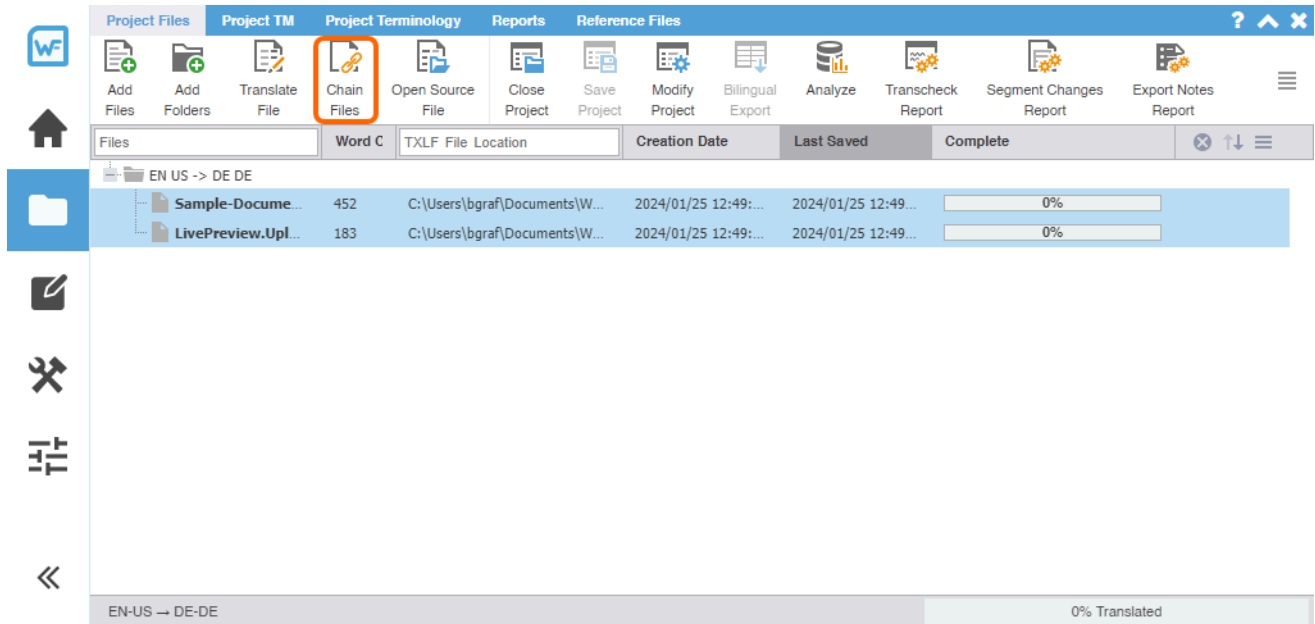 Project Files Project TM Project Terminology Reports Reference Files ?
WF
Add Files
Add Folders
Translate File
Chain Files
Open Source File
Close Project
Save Project
Modify Project
Bilingual Export
Analyze
Transcheck Report
Segment Changes Report
Export Notes Report
Files Word C TXLF File Location Creation Date Last Saved Complete
EN US -> DE DE
Sample-Docume... 452 C:\Users\bgraf\Documents\W... 2024/01/25 12:49:... 2024/01/25 12:49... 0%
LivePreview.Upl... 183 C:\Users\bgraf\Documents\W... 2024/01/25 12:49:... 2024/01/25 12:49... 0%
EN-US → DE-DE 0% Translated